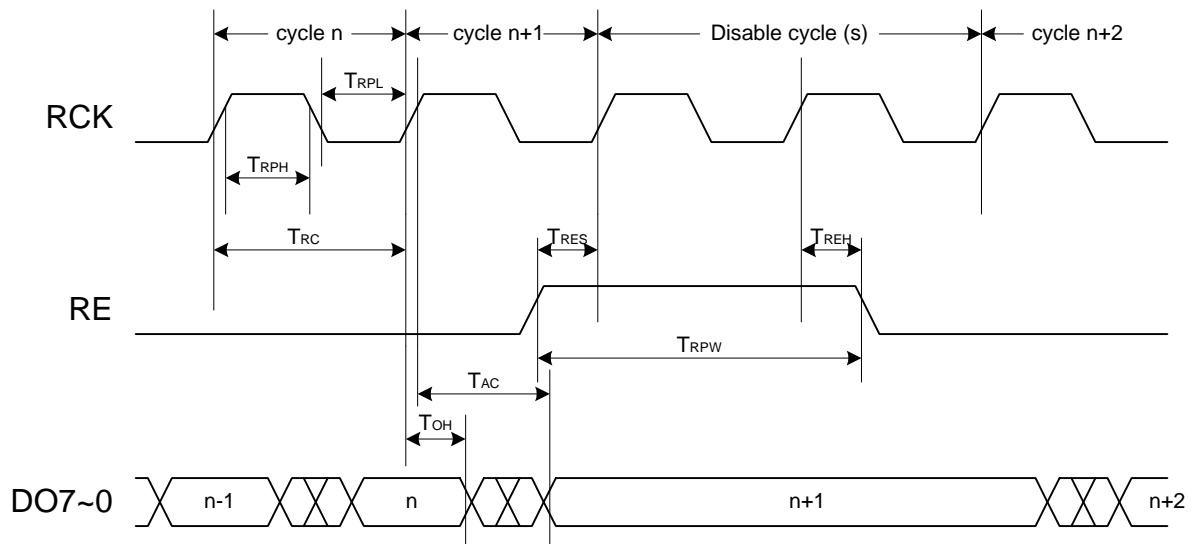 cycle n
cycle n+1
Disable cycle (s)
cycle n+2
TRPL
RCK
TRPH
TRC
TRES
TREH
RE
TRPW
TAC
TOH
DO7~0
n-1
n
n+1
n+2